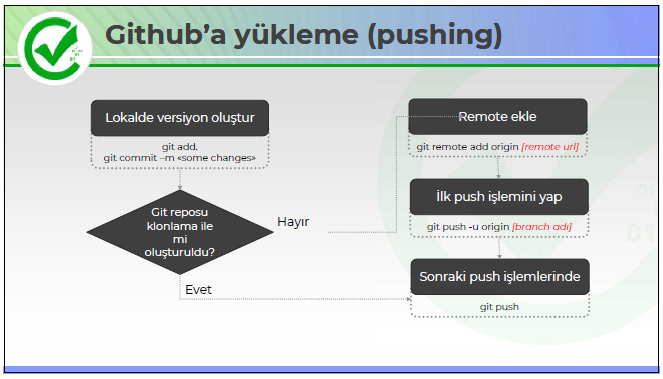 Github’a yükleme (pushing)
Lokalde versiyon oluştur
git add.
git commit –m «some changes»
Git reposu
klonlama ile
mi
oluşturuldu?
Hayır
Evet
Remote ekle
git remote add origin [remote url]
İlk push işlemini yap
git push -u origin [branch adı]
Sonraki push işlemlerinde
git push